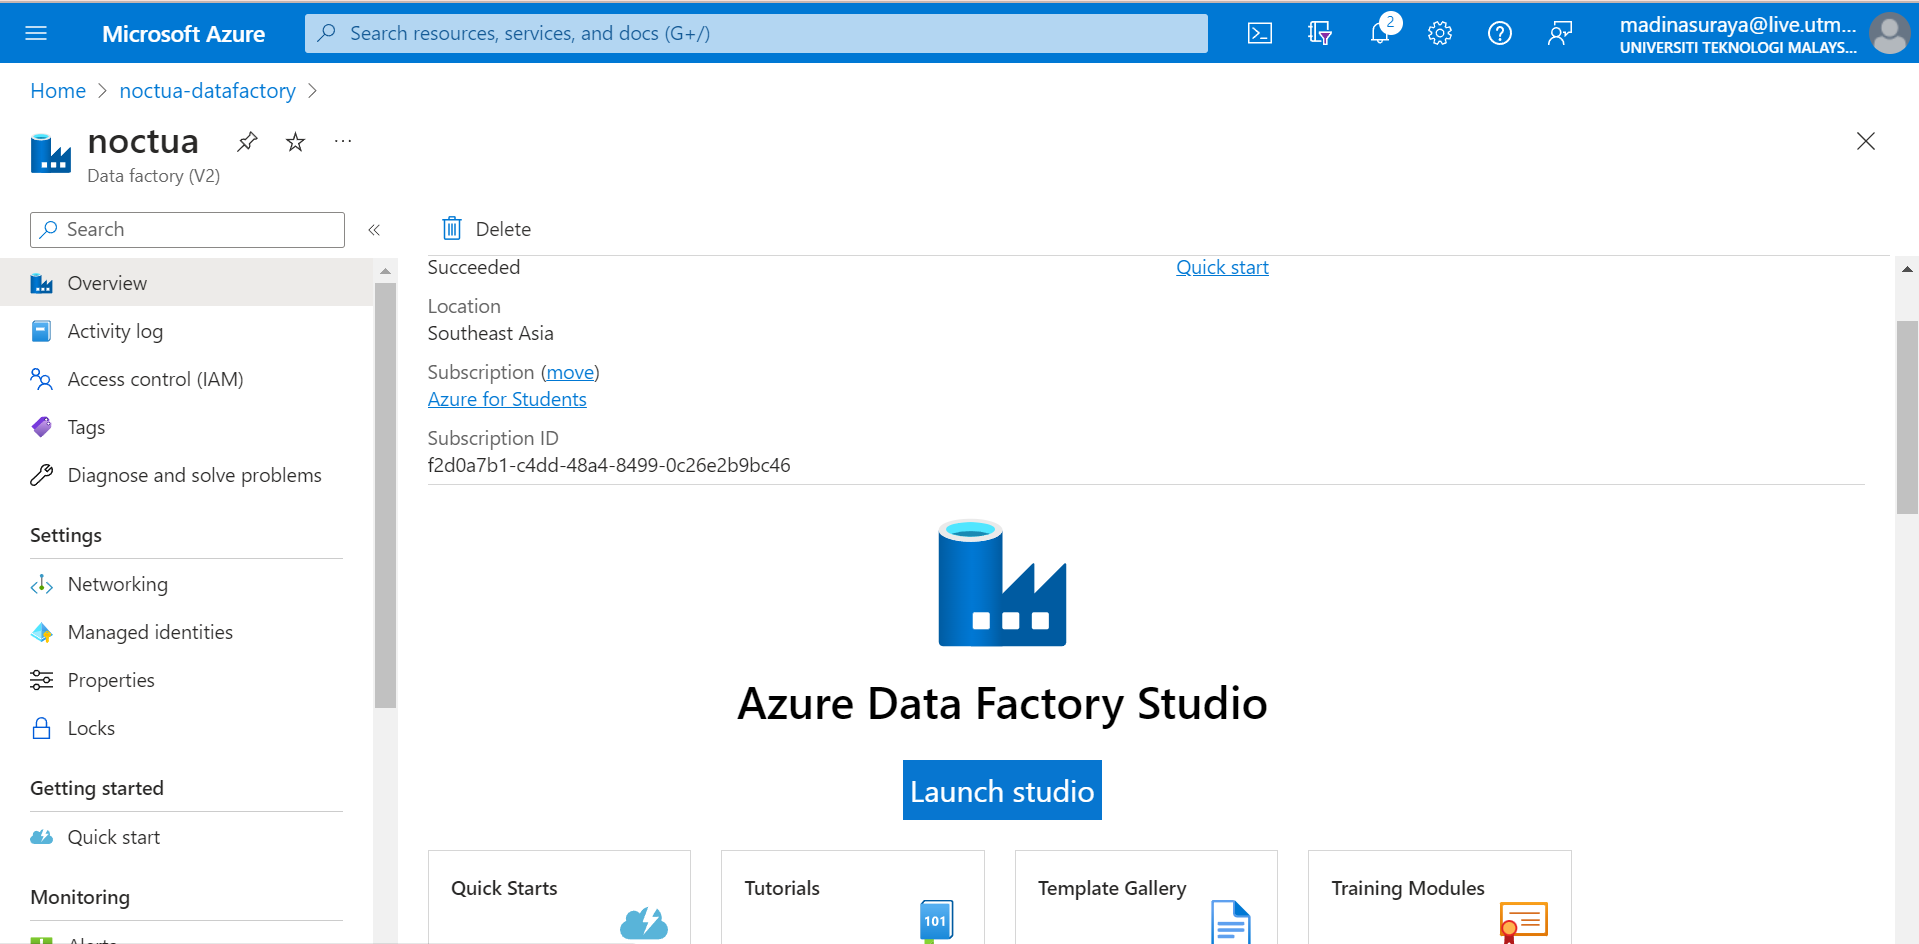 Microsoft Azure
Search resources, services, and docs (G+/)
2
madinasuraya@live.utm...
UNIVERSITI TEKNOLOGI MALAYS...
Home > noctua-datafactory >
noctua
...
Data factory (V2)
Search
«
Delete
Overview
Activity log
Access control (IAM)
Tags
Diagnose and solve problems
Settings
Networking
Managed identities
Properties
Locks
Getting started
Quick start
Monitoring
Alerts
Succeeded
Quick start
Location
Southeast Asia
Subscription (move)
Azure for Students
Subscription ID
f2d0a7b1-c4dd-48a4-8499-0c26e2b9bc46
Azure Data Factory Studio
Launch studio
Quick Starts
Tutorials
101
Template Gallery
Training Modules